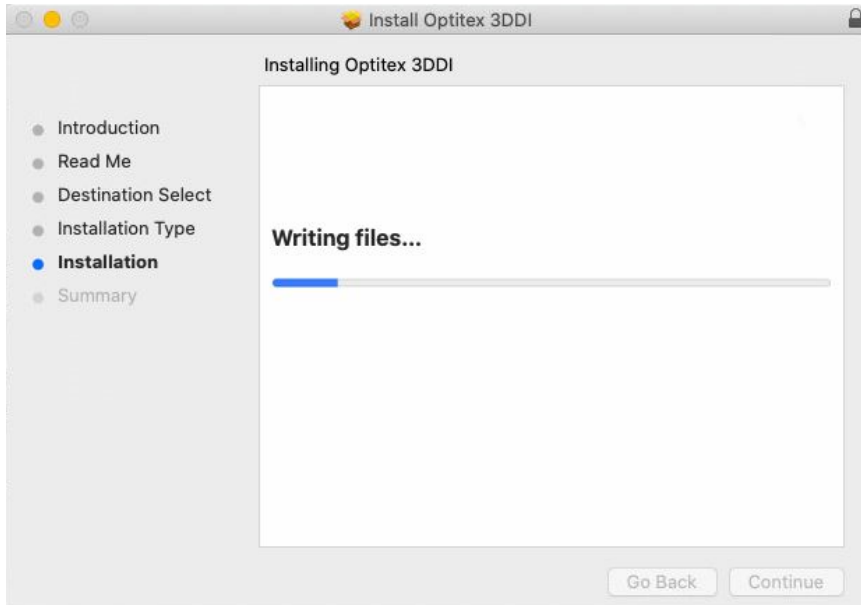 Install Optitex 3DDI
Installing Optitex 3DDI
Introduction
Read Me
Destination Select
Installation Type
Installation
Summary
Writing files...
Go Back
Continue